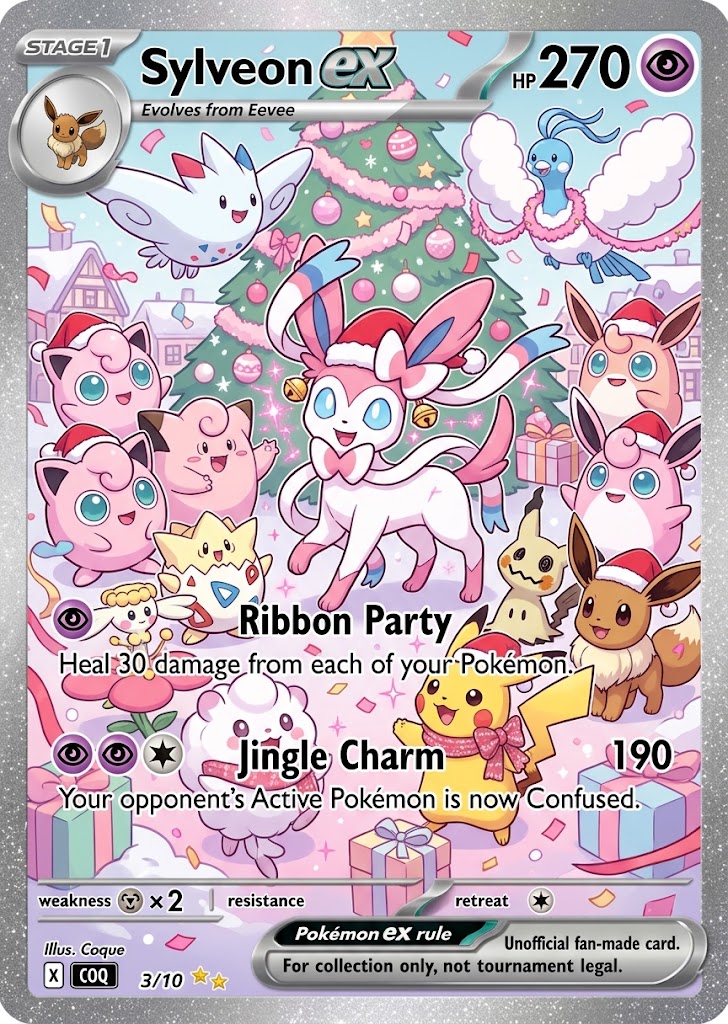 STAGE 1
Sylveon ex
HP 270
Evolves from Eevee
Ribbon Party
Heal 30 damage from each of your Pokémon.
Jingle Charm 190
Your opponent's Active Pokémon is now Confused.
weakness ×2 resistance retreat
Illus. Coque
X COQ 3/10
Pokémon ex rule
Unofficial fan-made card.
For collection only, not tournament legal.